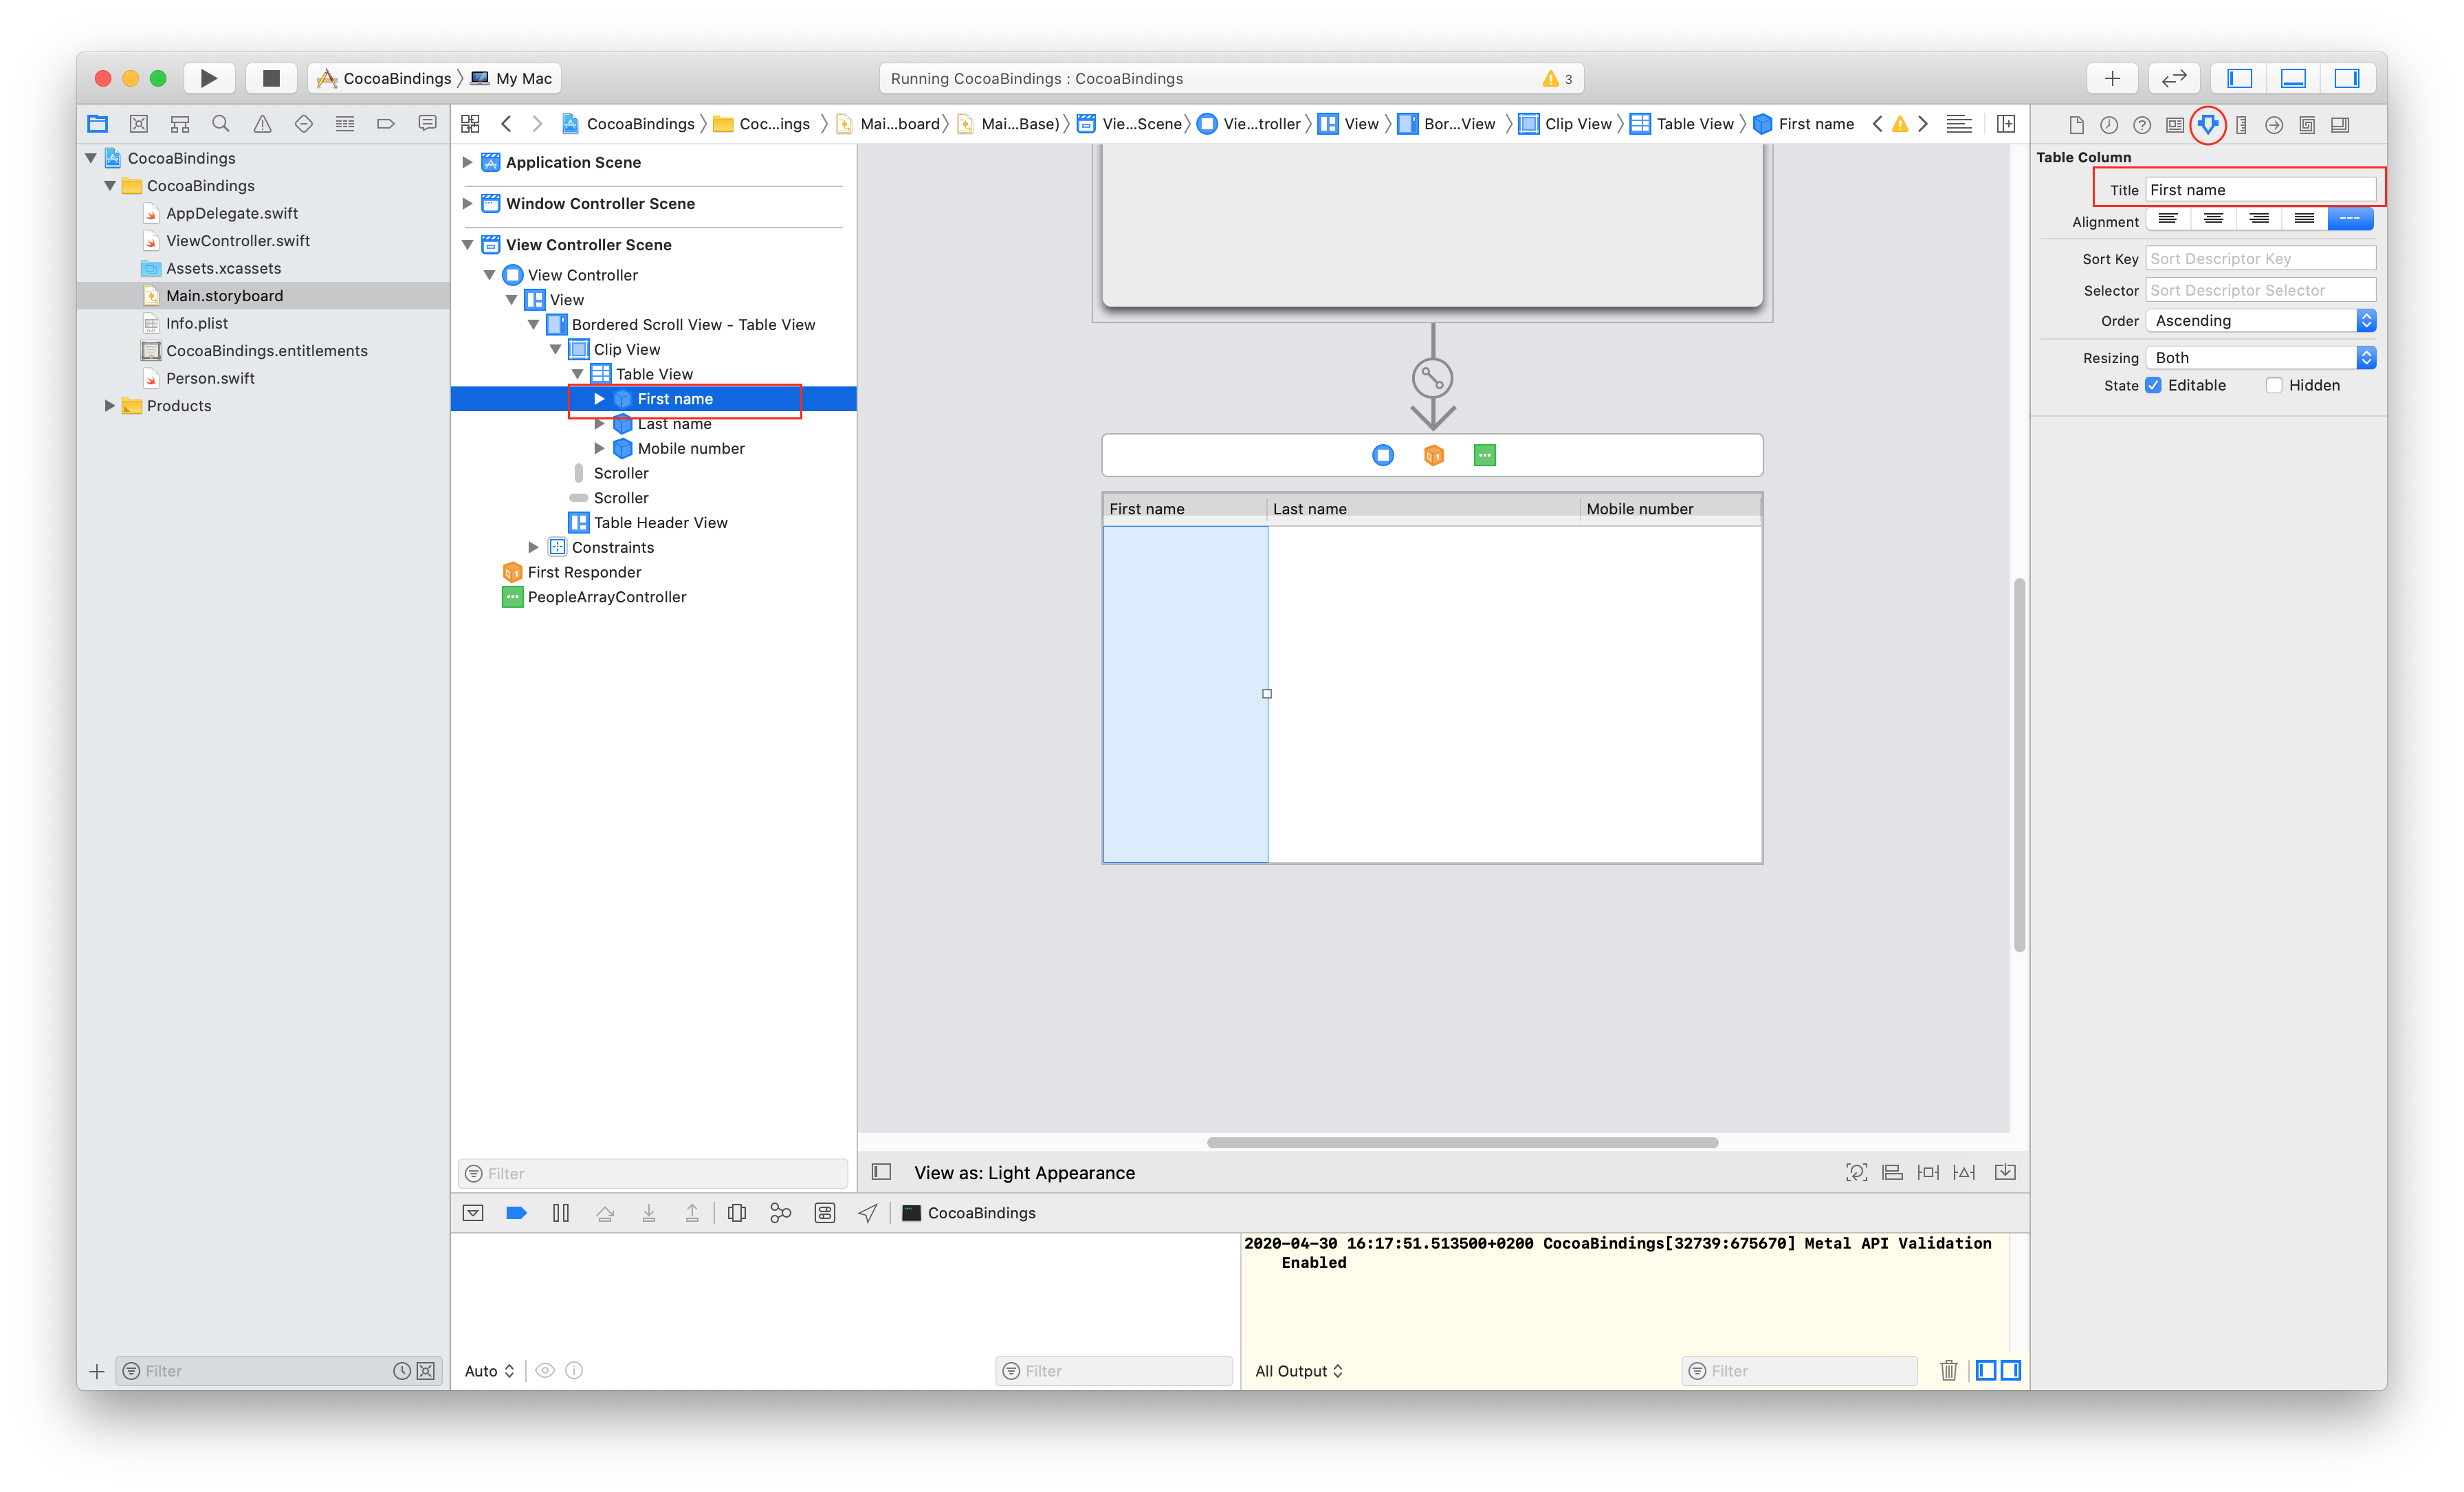 CocoaBindings 〉 My Mac
Running CocoaBindings : CocoaBindings
3
CocoaBindings 〉 Coc...ings 〉 Mai...board 〉 Mai...Base) 〉 Vie...Scene 〉 Vie...troller 〉 View 〉 Bor...View 〉 Clip View 〉 Table View 〉 First name
CocoaBindings
CocoaBindings
AppDelegate.swift
ViewController.swift
Assets.xcassets
Main.storyboard
Info.plist
CocoaBindings.entitlements
Person.swift
Products
Filter
Application Scene
Window Controller Scene
View Controller Scene
View Controller
View
Bordered Scroll View - Table View
Clip View
Table View
First name
Last name
Mobile number
Scroller
Scroller
Table Header View
Constraints
First Responder
PeopleArrayController
Filter
First name
Last name
Mobile number
View as: Light Appearance
CocoaBindings
Auto
Filter
2020-04-30 16:17:51.513500+0200 CocoaBindings[32739:675670] Metal API Validation
Enabled
All Output
Filter
Table Column
Title First name
Alignment
Sort Key Sort Descriptor Key
Selector Sort Descriptor Selector
Order Ascending
Resizing Both
State Editable Hidden